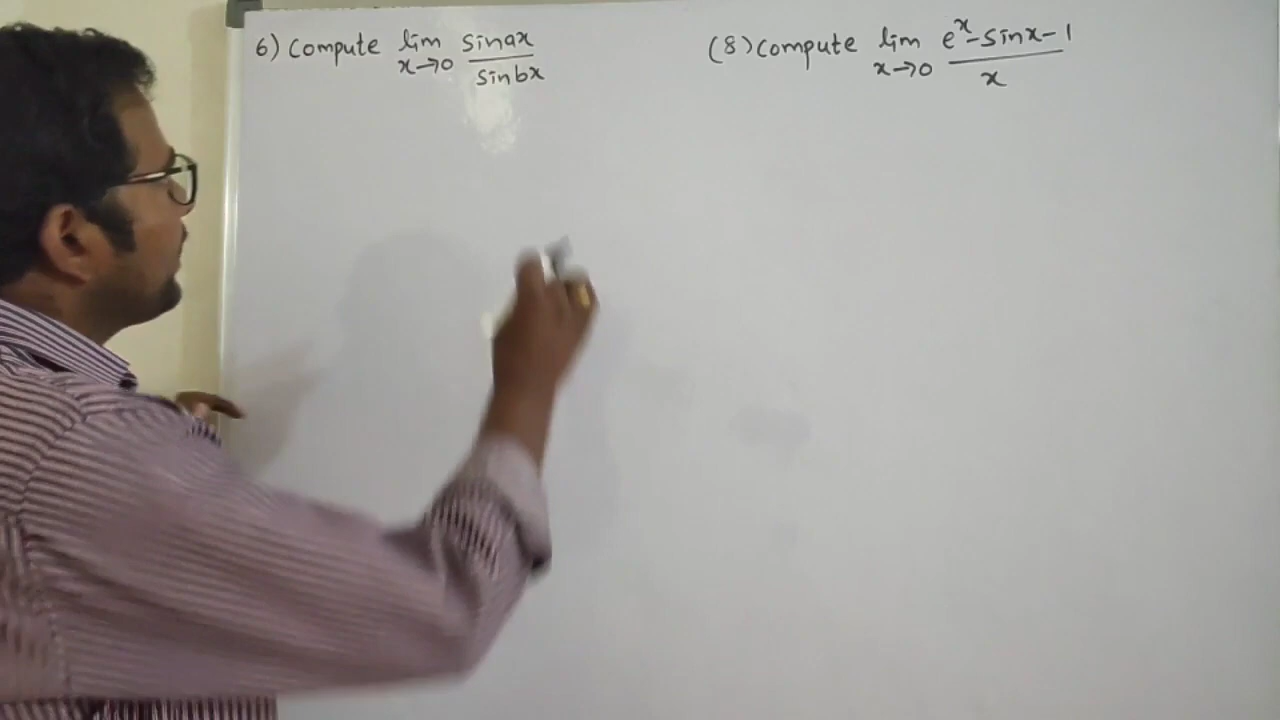 6) Compute lim x→0 sinax/sinbx
(8) Compute lim x→0 e^x-sinx-1/x